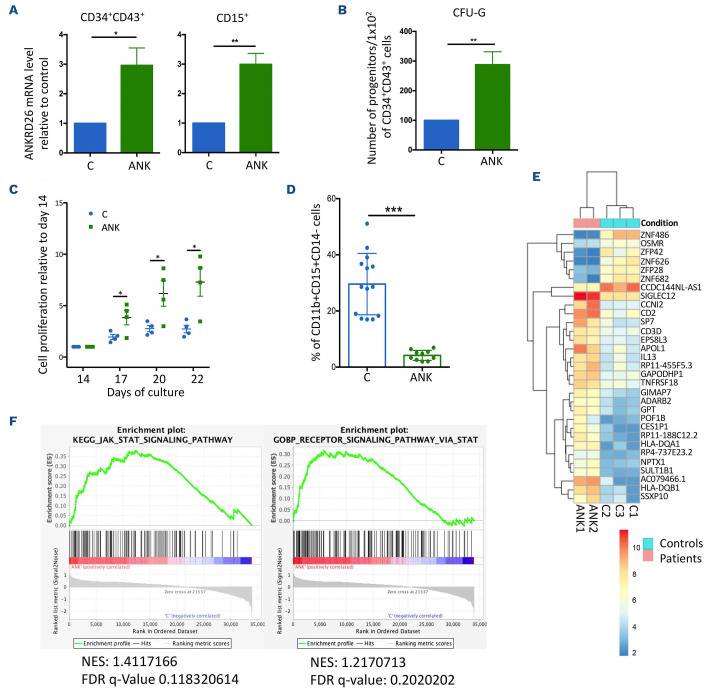 A
CD34+CD43+
CD15+
ANKRD26 mRNA level
relative to control
5
4
3
2
1
0
*
C
ANK
5
4
3
2
1
0
**
C
ANK
B
CFU-G
Number of progenitors/1x10²
of CD34+CD43+ cells
400
300
200
100
0
**
C
ANK
C
Cell proliferation relative to day 14
15
10
5
0
C
ANK
*
*
*
14
17
20
22
Days of culture
D
% of CD11b+CD15+CD14- cells
60
40
20
0
***
C
ANK
E
Condition
ZNF486
OSMR
ZFP42
ZNF626
ZFP28
ZNF682
CCDC144NL-AS1
SIGLEC12
CCNI2
CD2
SP7
CD3D
EPS8L3
APOL1
IL13
RP11-455F5.3
GAPODHP1
TNFRSF18
GIMAP7
ADARB2
GPT
POF1B
CES1P1
RP11-188C12.2
HLA-DQA1
RP4-737E23.2
NPTX1
SULT1B1
AC079466.1
HLA-DQB1
SSXP10
ANK1
ANK2
C2
C3
C1
Controls
Patients
10
8
6
4
2
F
Enrichment plot:
KEGG_JAK_STAT_SIGNALING_PATHWAY
Enrichment score (ES)
0.35
0.30
0.25
0.20
0.15
0.10
0.05
0.00
'ANK' (positively correlated)
Zero cross at 21537
'C' (negatively correlated)
Ranked list metric (Signal2Noise)
1
0
-1
-2
0
5,000
10,000
15,000
20,000
25,000
30,000
35,000
Rank in Ordered Dataset
Enrichment profile
Hits
Ranking metric scores
NES: 1.4117166
FDR q-Value 0.118320614
Enrichment plot:
GOBP_RECEPTOR_SIGNALING_PATHWAY_VIA_STAT
Enrichment score (ES)
0.35
0.30
0.25
0.20
0.15
0.10
0.05
0.00
'ANK' (positively correlated)
Zero cross at 21537
'C' (negatively correlated)
Ranked list metric (Signal2Noise)
1
0
-1
-2
0
5,000
10,000
15,000
20,000
25,000
30,000
35,000
Rank in Ordered Dataset
Enrichment profile
Hits
Ranking metric scores
NES: 1.2170713
FDR q-value: 0.2020202